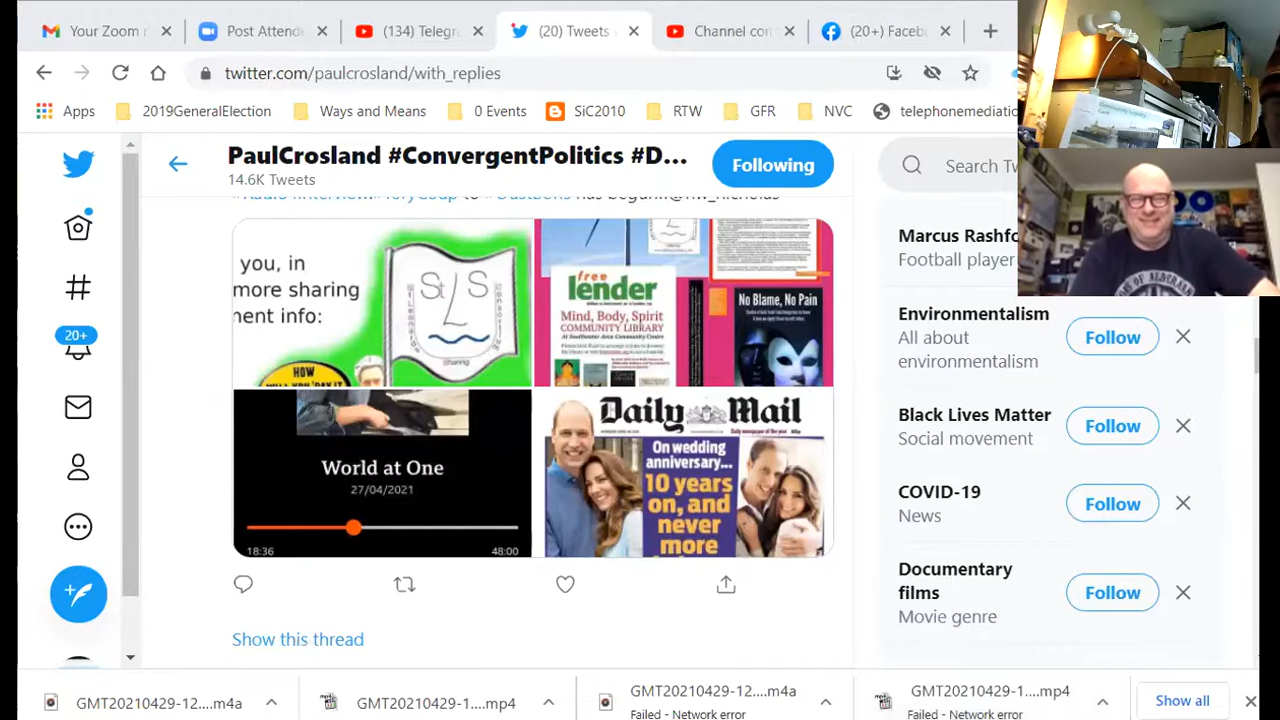 Your Zoom
Post Attend
(134) Telegr
(20) Tweets
Channel con
(20+) Faceb
twitter.com/paulcrosland/with_replies
Apps
2019GeneralElection
Ways and Means
0 Events
SiC2010
RTW
GFR
NVC
telephonemediatio
PaulCrosland #ConvergentPolitics #D...
14.6K Tweets
Following
Search Tw
you, in
more sharing
nent info:
St S
L
sharing
HOW
free
lender
Mind, Body, Spirit
COMMUNITY LIBRARY
No Blame, No Pain
World at One
27/04/2021
18:36
48:00
Daily Mail
On wedding
anniversary...
10 years
on, and
never
more
20+
Show this thread
Marcus Rashfo
Football player
Environmentalism
All about
environmentalism
Follow
Black Lives Matter
Social movement
Follow
COVID-19
News
Follow
Documentary
films
Movie genre
Follow
GMT20210429-12....m4a
GMT20210429-1....mp4
GMT20210429-12....m4a
Failed - Network error
GMT20210429-1....mp4
Failed - Network error
Show all